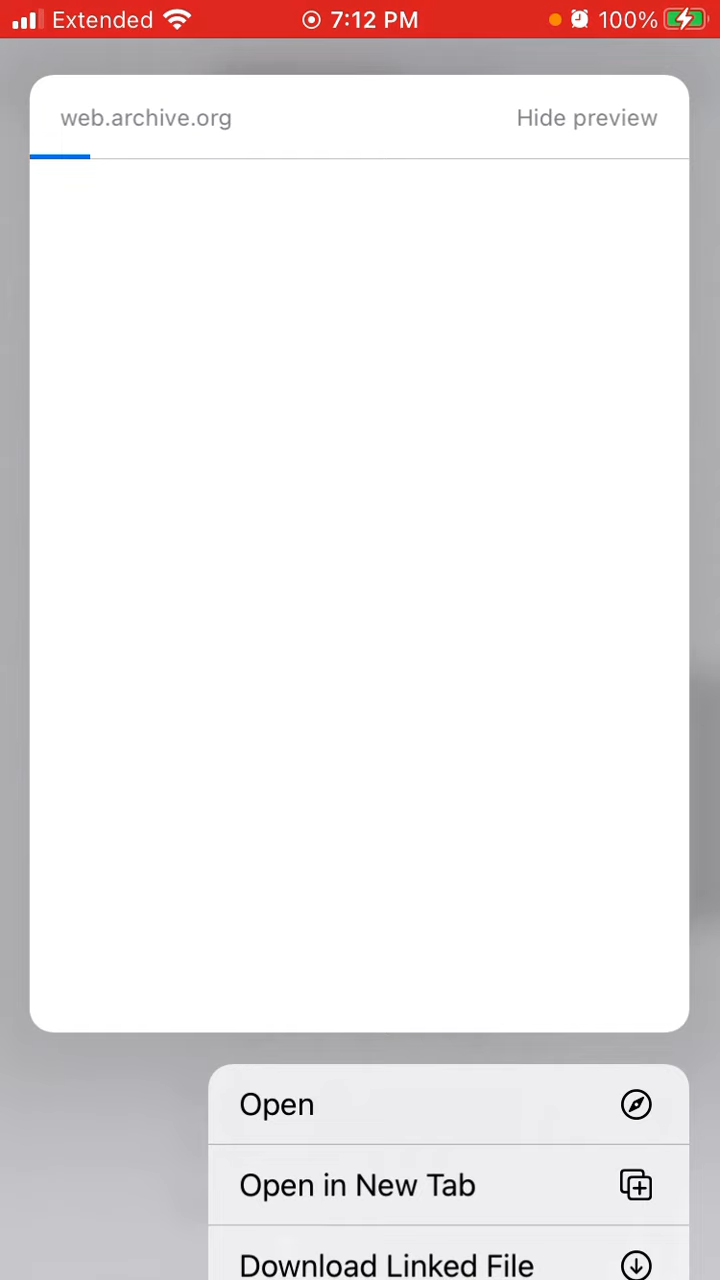 Extended 7:12 PM 100%
web.archive.org Hide preview
Open
Open in New Tab
Download Linked File